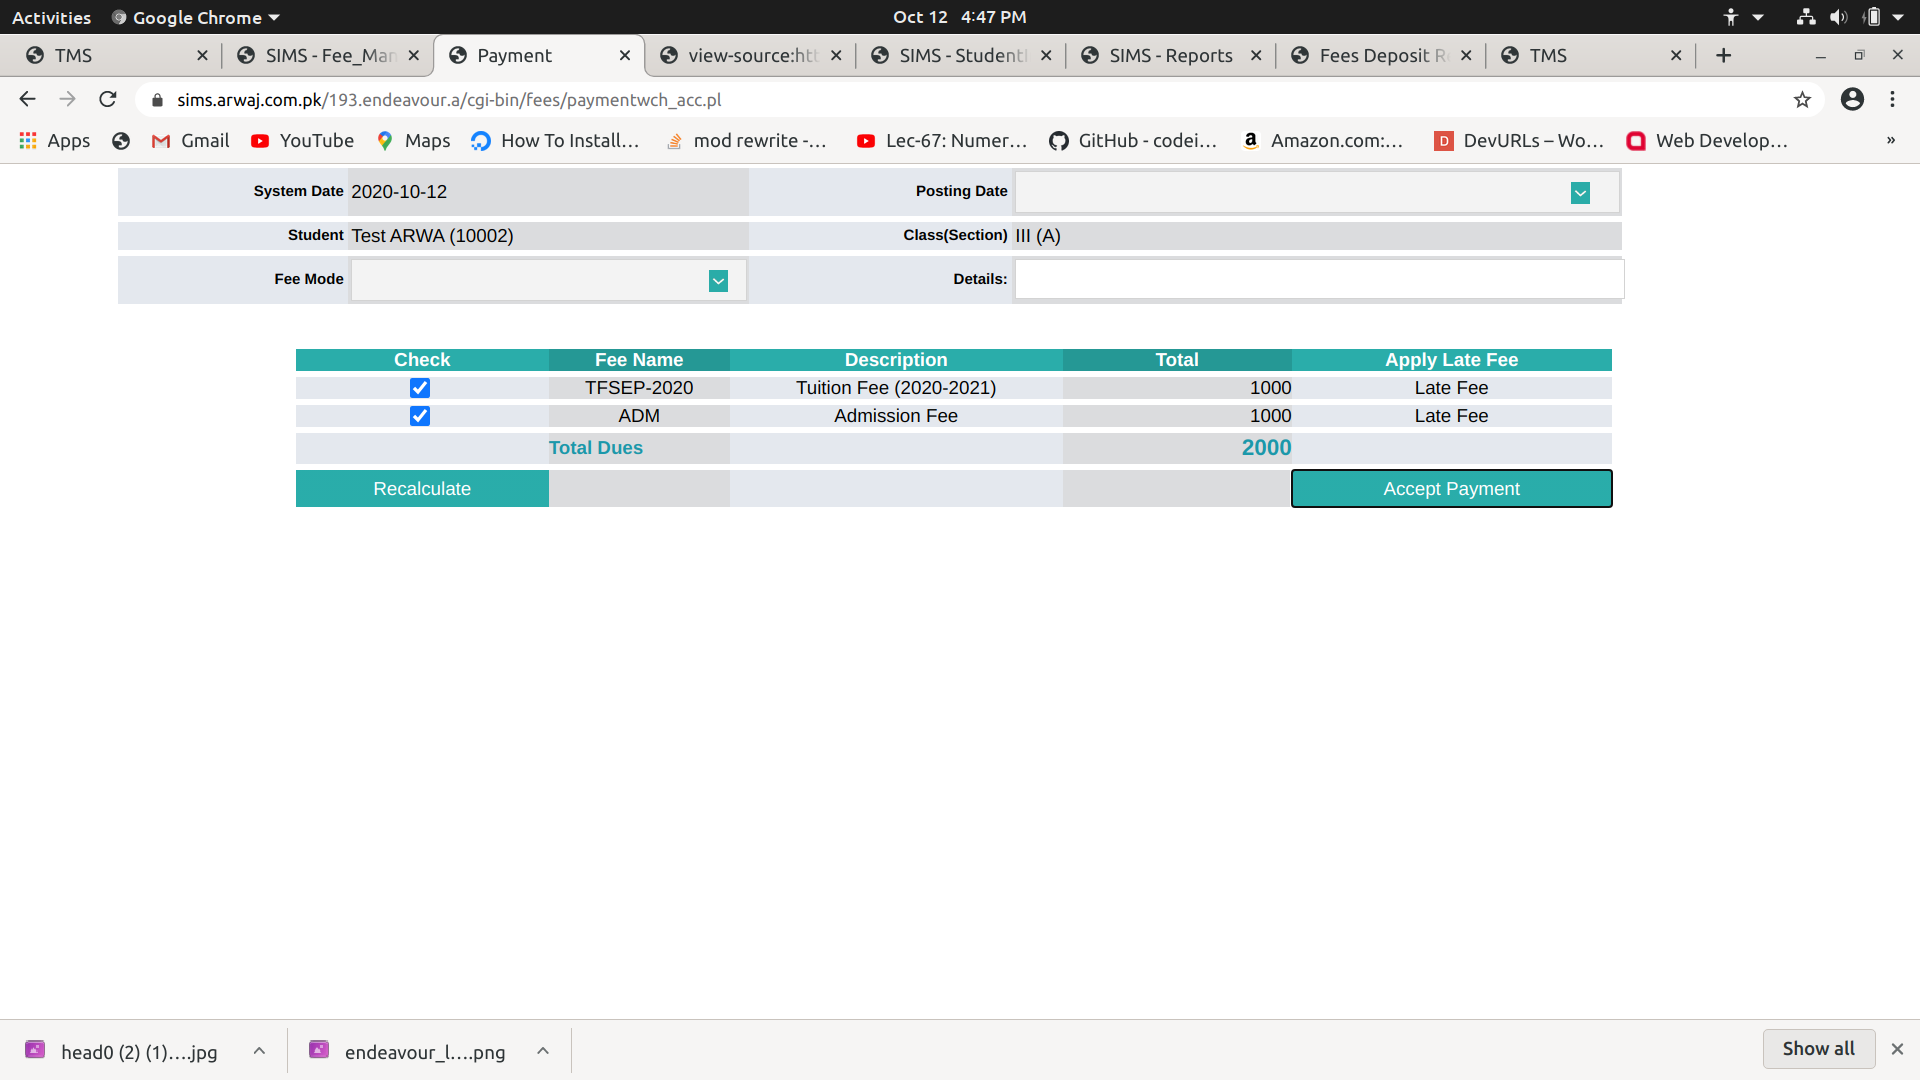 Activities Google Chrome Oct 12 4:47 PM
TMS SIMS - Fee_Man Payment view-source:htt SIMS - Student SIMS - Reports Fees Deposit R TMS
sims.arwaj.com.pk/193.endeavour.a/cgi-bin/fees/paymentwch_acc.pl
Apps Gmail YouTube Maps How To Install... mod rewrite -... Lec-67: Numer... GitHub - codei... Amazon.com:... DevURLs – Wo... Web Develop... »
System Date 2020-10-12 Posting Date
Student Test ARWA (10002) Class(Section) III (A)
Fee Mode Details:
Check Fee Name Description Total Apply Late Fee
TFSEP-2020 Tuition Fee (2020-2021) 1000 Late Fee
ADM Admission Fee 1000 Late Fee
Total Dues 2000
Recalculate Accept Payment
head0 (2) (1)....jpg endeavour_l....png Show all